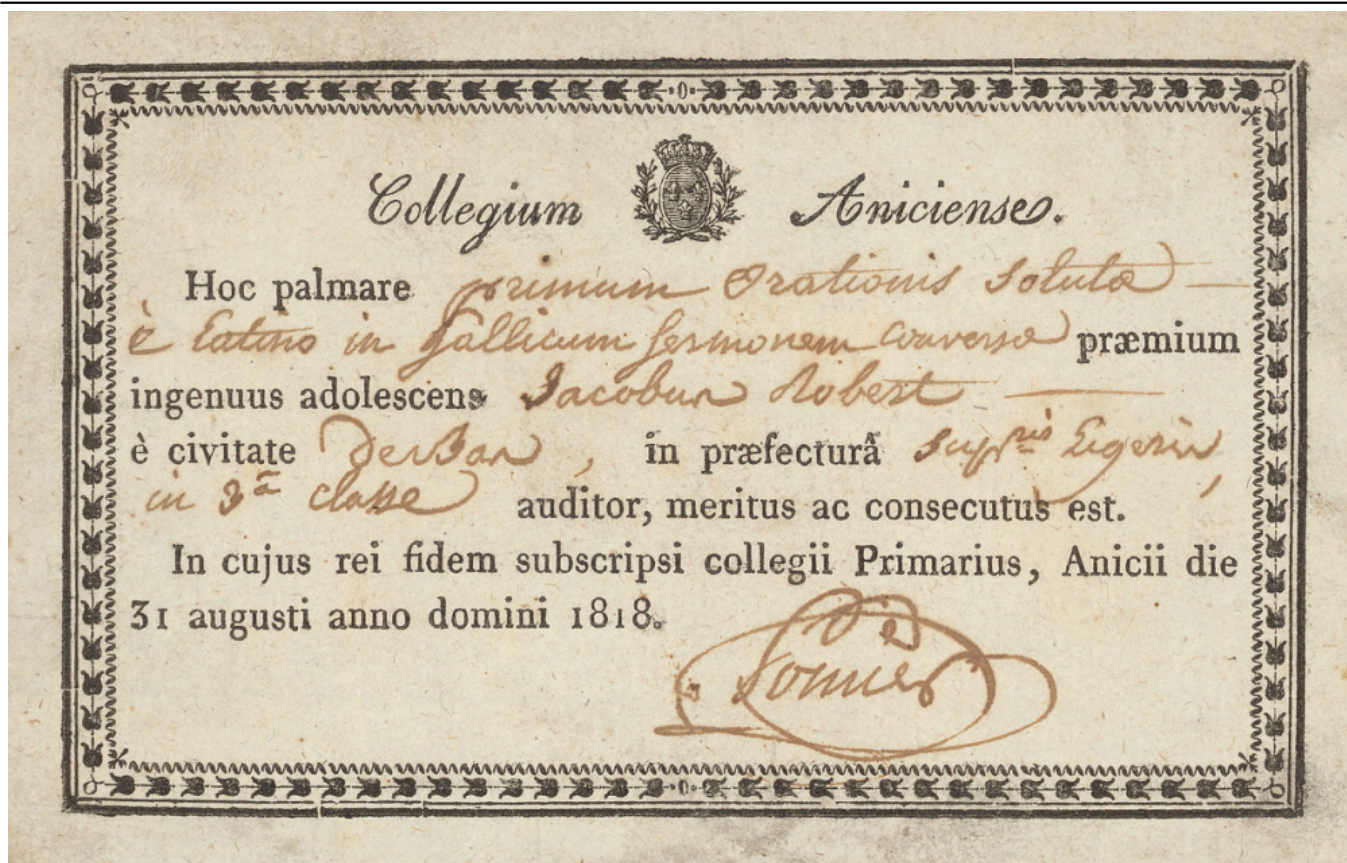 Collegium Aniciense.
Hoc palmare primum Orationis Solutæ
è Latino in gallicum sermonem conversæ præmium
ingenuus adolescens Jacobus Robert
è civitate , in præfecturâ Supris Ligeris,
in 3ª classe auditor, meritus ac consecutus est.
In cujus rei fidem subscripsi collegii Primarius, Anicii die
31 augusti anno domini 1818.